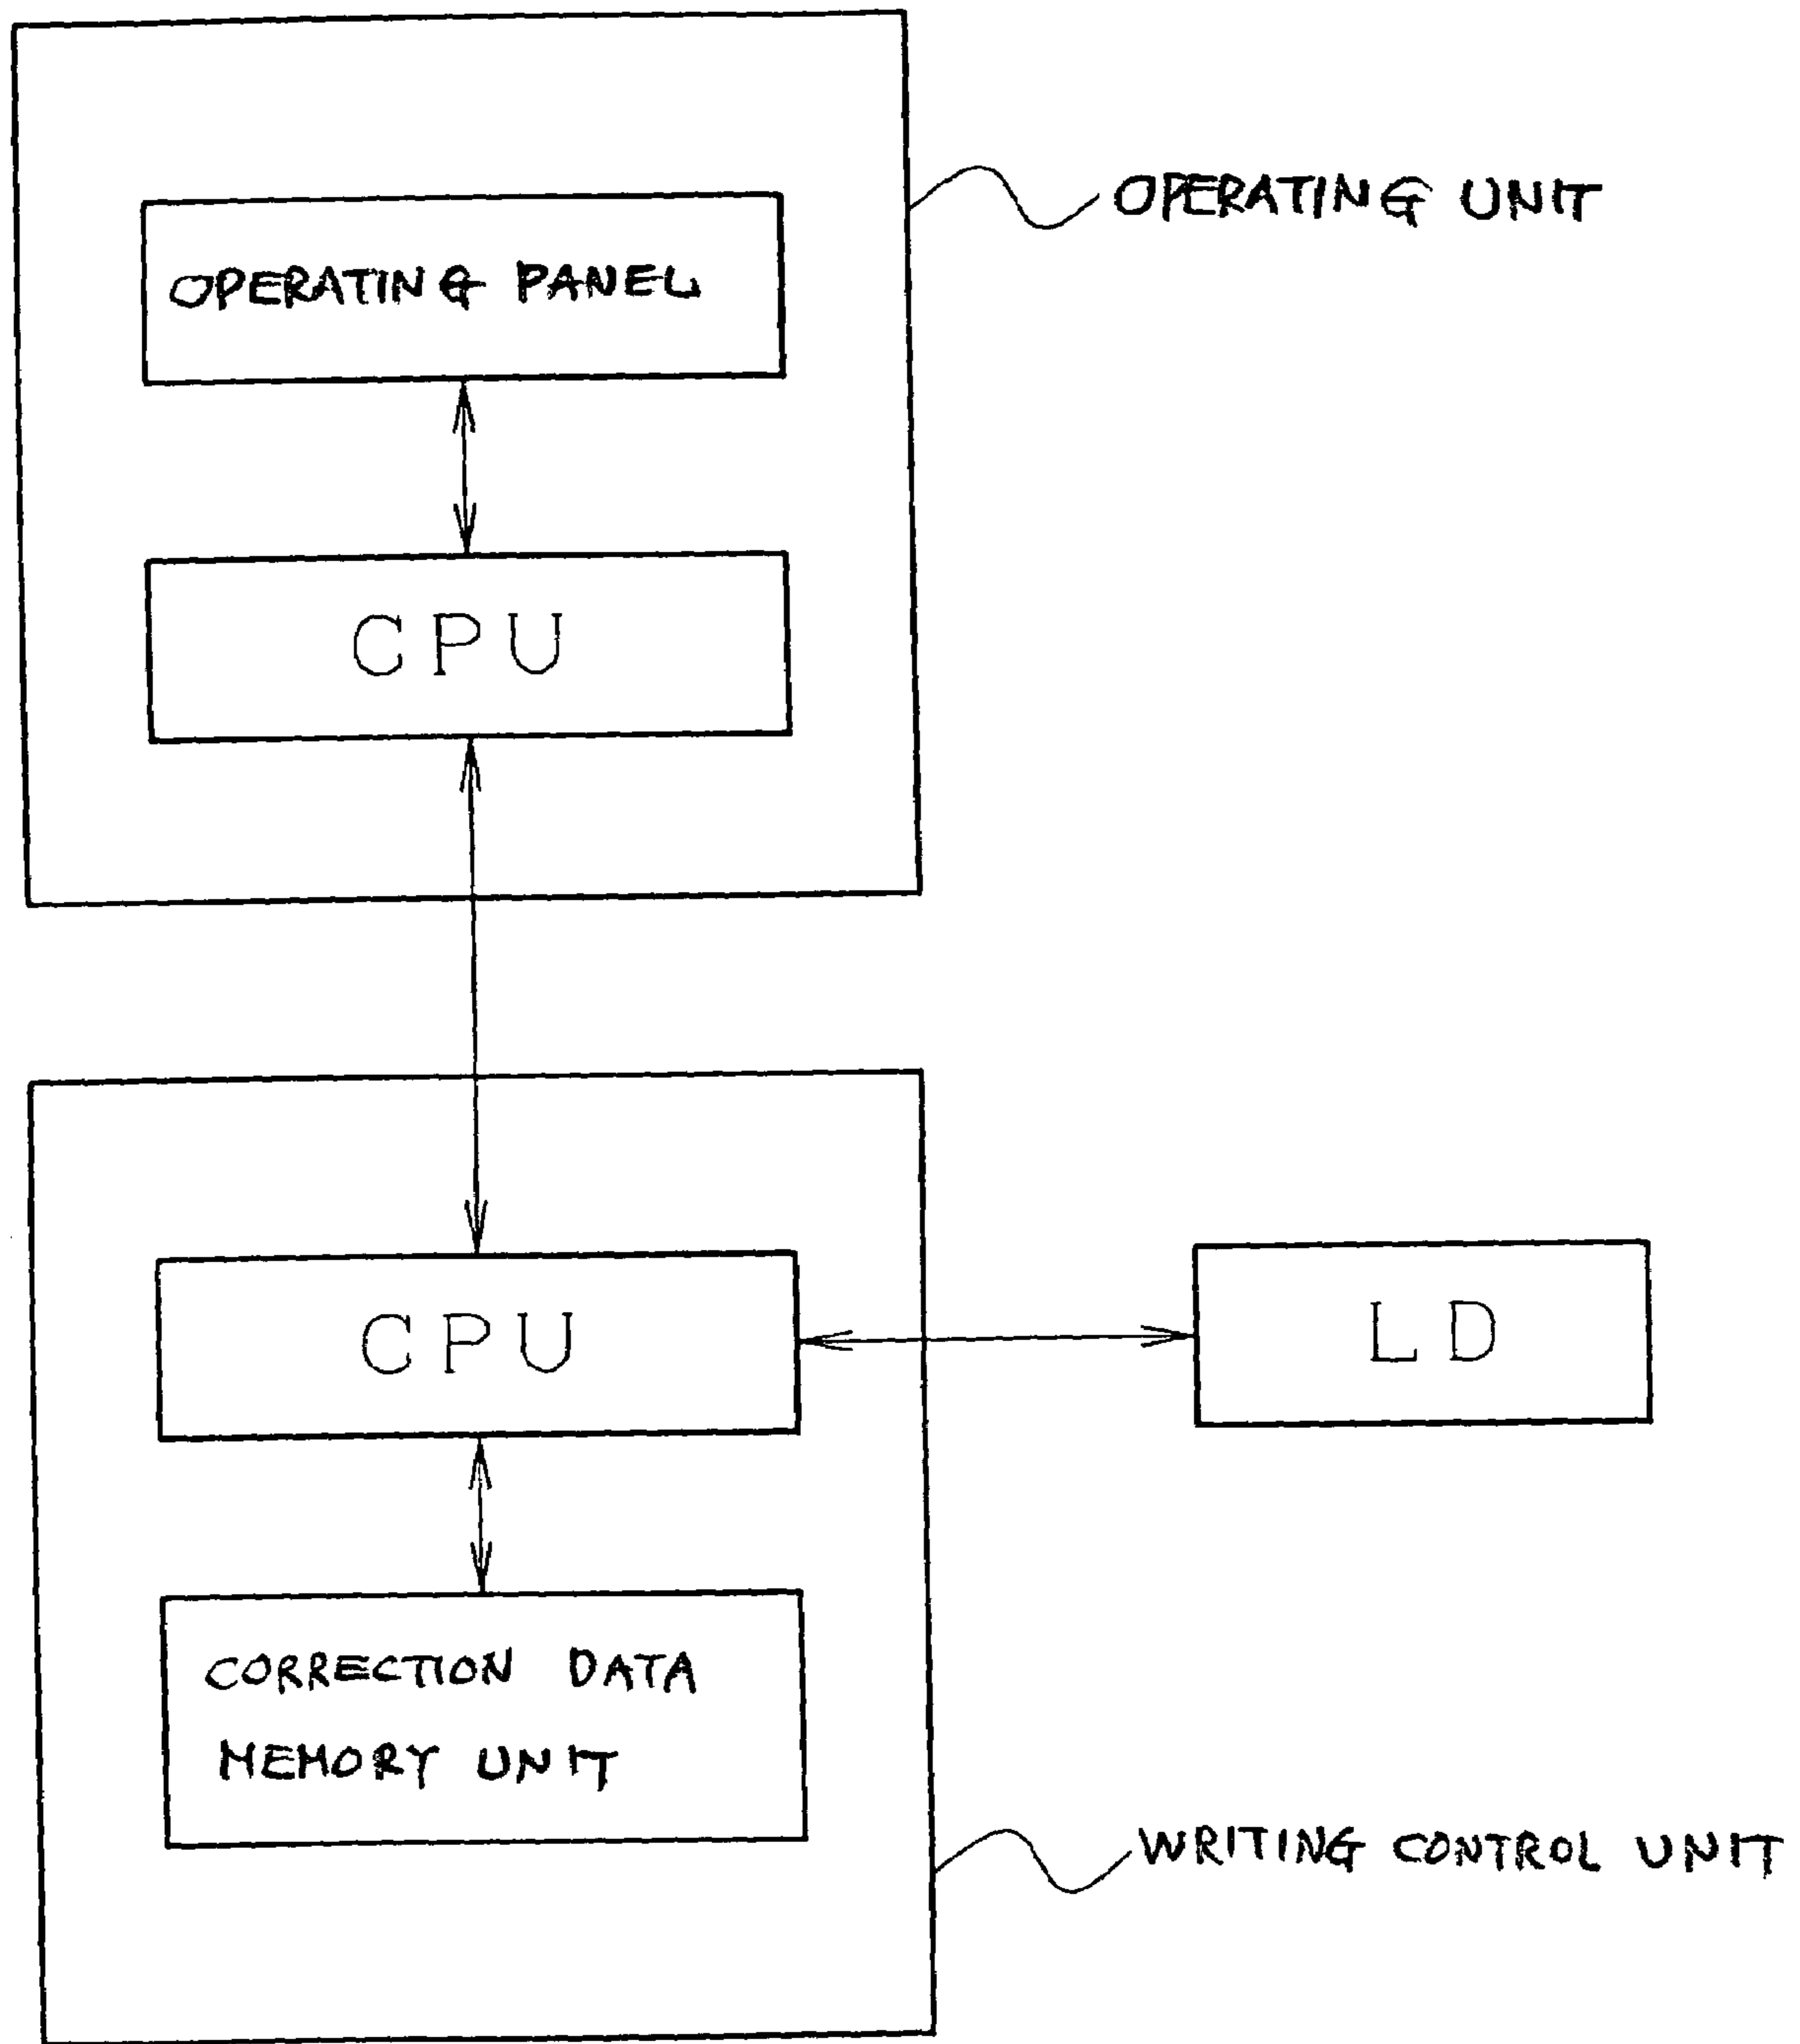 OPERATING UNIT
OPERATING PANEL
CPU
CPU
LD
CORRECTION DATA
MEMORY UNIT
WRITING CONTROL UNIT